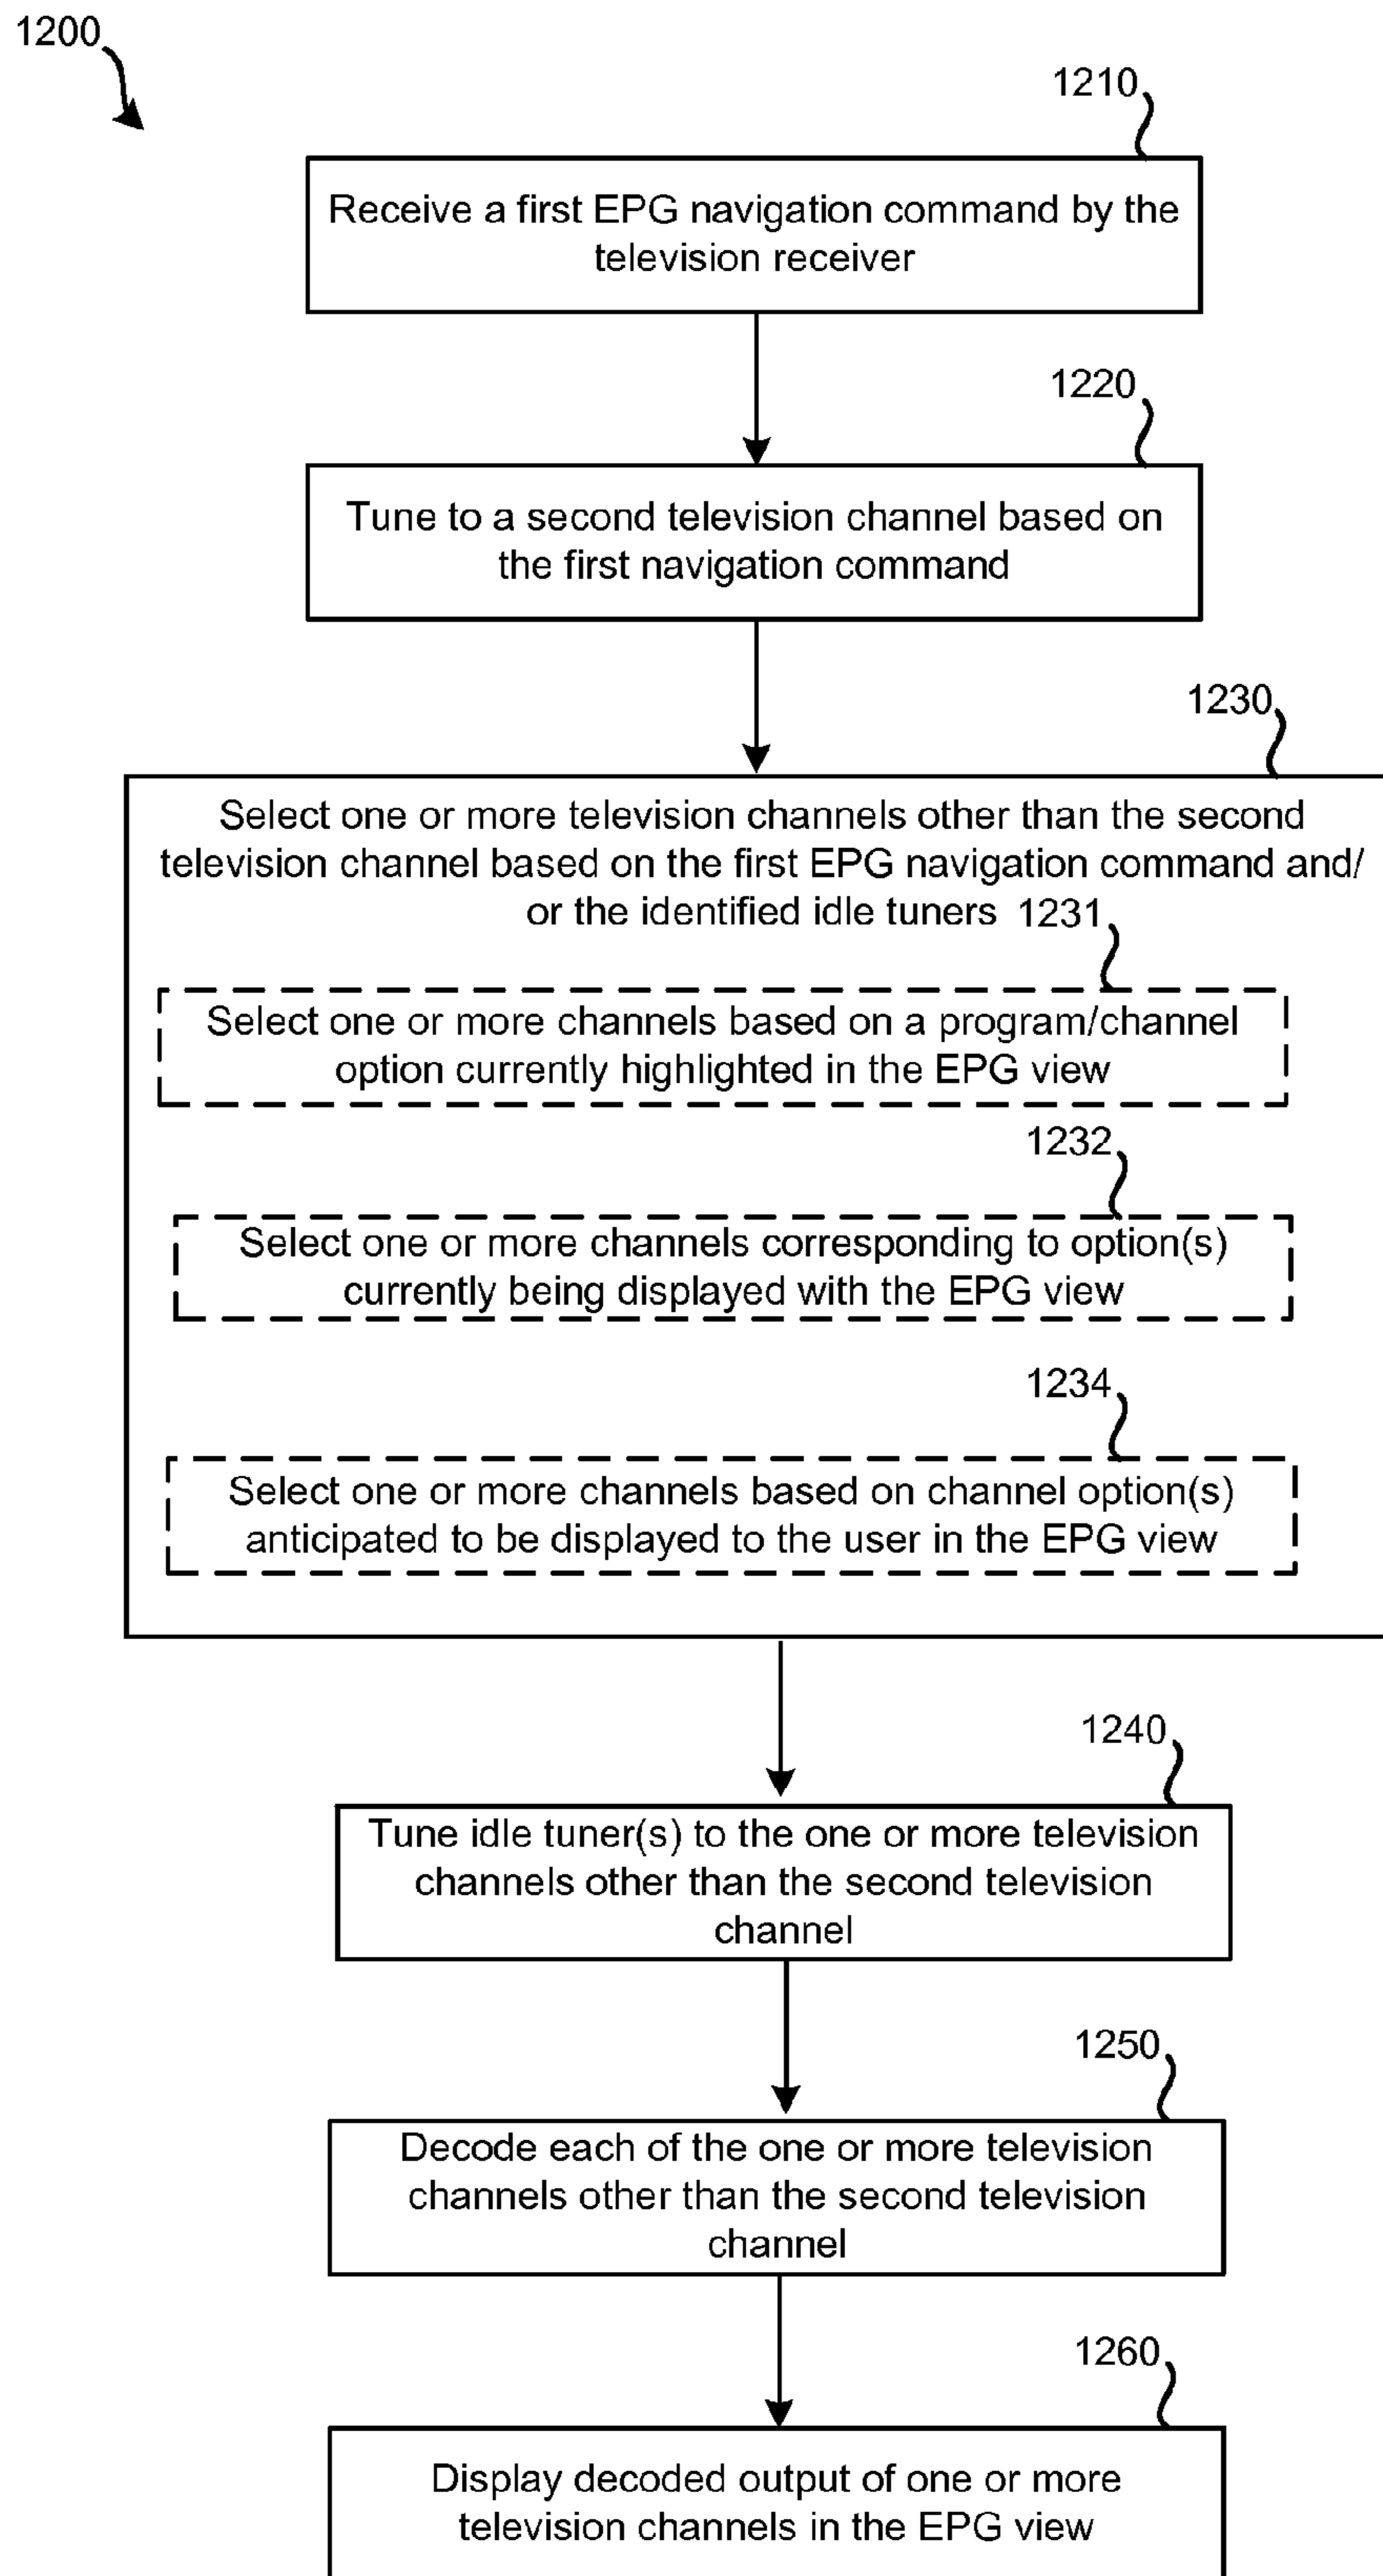 1200
1210
Receive a first EPG navigation command by the
television receiver
1220
Tune to a second television channel based on
the first navigation command
1230
Select one or more television channels other than the second
television channel based on the first EPG navigation command and/
or the identified idle tuners 1231
Select one or more channels based on a program/channel
option currently highlighted in the EPG view
1232
Select one or more channels corresponding to option(s)
currently being displayed with the EPG view
1234
Select one or more channels based on channel option(s)
anticipated to be displayed to the user in the EPG view
1240
Tune idle tuner(s) to the one or more television
channels other than the second television
channel
1250
Decode each of the one or more television
channels other than the second television
channel
1260
Display decoded output of one or more
television channels in the EPG view